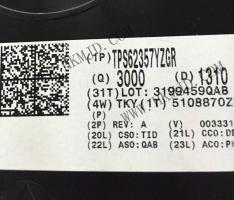 (1P) TPS62357YZGR
(Q) 3000 (D) 1310
(31T) LOT: 3199459QAB
(4W) TKY (1T) 5108870Z
(P)
(2P) REV: A (V) 003331
(20L) CSO: TID (21L) CCO: DE
(22L) ASO: QAB (23L) ACO: PH